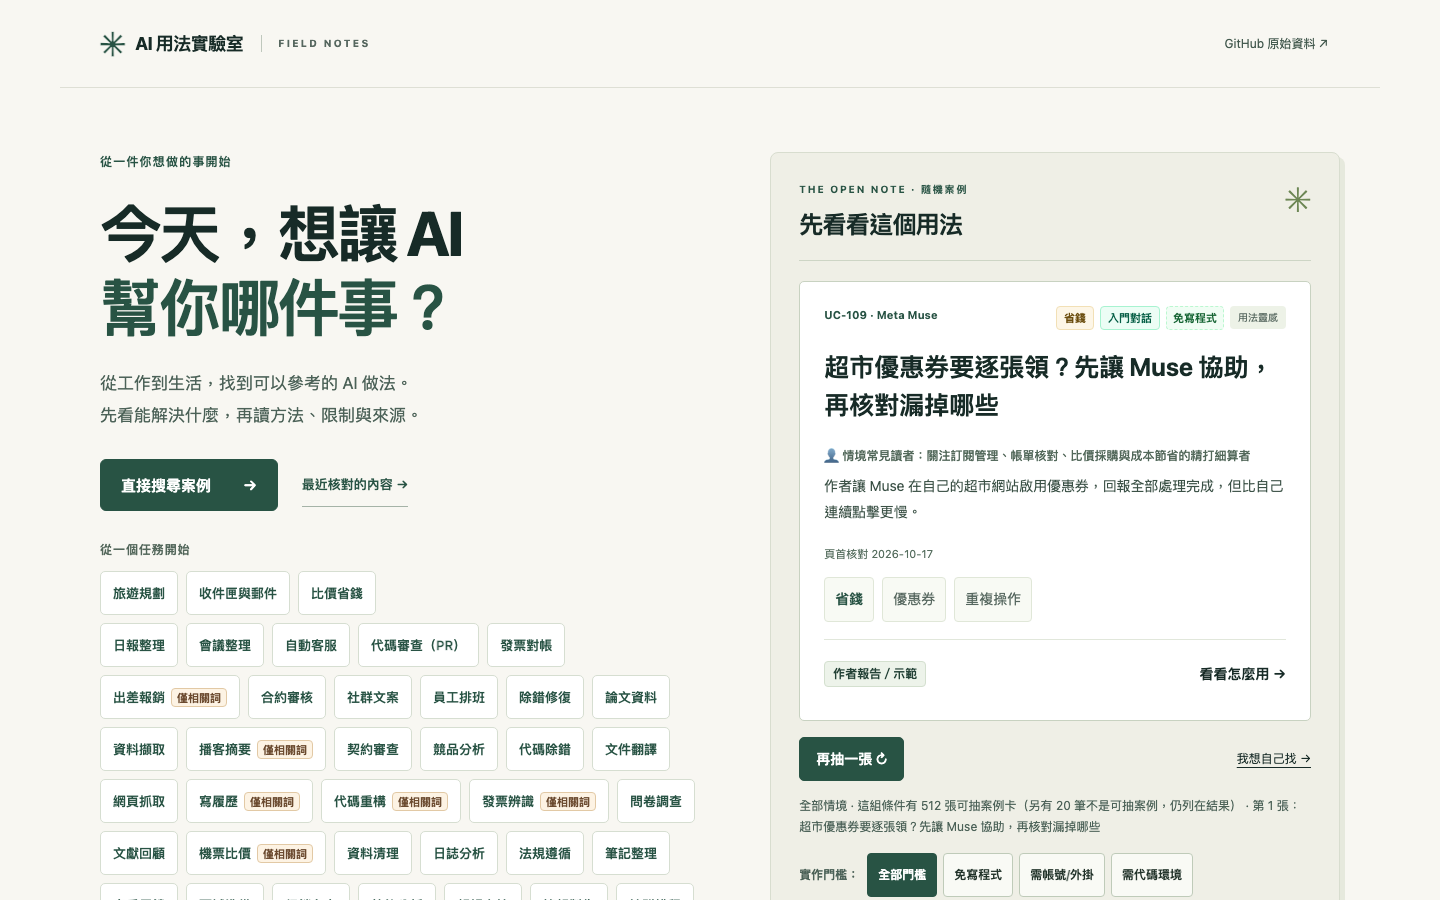 AI 用法實驗室
FIELD NOTES
GitHub 原始資料 ↗
從一件你想做的事開始
今天，想讓 AI
幫你哪件事？
從工作到生活，找到可以參考的 AI 做法。
先看能解決什麼，再讀方法、限制與來源。
直接搜尋案例 →
最近核對的內容 →
從一個任務開始
旅遊規劃 收件匣與郵件 比價省錢
日報整理 會議整理 自動客服 代碼審查（PR） 發票對帳
出差報銷 僅相關詞 合約審核 社群文案 員工排班 除錯修復 論文資料
資料擷取 播客摘要 僅相關詞 契約審查 競品分析 代碼除錯 文件翻譯
網頁抓取 寫履歷 僅相關詞 代碼重構 僅相關詞 發票辨識 僅相關詞 問卷調查
文獻回顧 機票比價 僅相關詞 資料清理 日誌分析 法規遵循 筆記整理
THE OPEN NOTE · 隨機案例
先看看這個用法
UC-109 · Meta Muse
省錢 入門對話 免寫程式 用法靈感
超市優惠券要逐張領？先讓 Muse 協助，
再核對漏掉哪些
👤 情境常見讀者：關注訂閱管理、帳單核對、比價採購與成本節省的精打細算者
作者讓 Muse 在自己的超市網站啟用優惠券，回報全部處理完成，但比自己
連續點擊更慢。
頁首核對 2026-10-17
省錢 優惠券 重複操作
作者報告 / 示範
看看怎麼用 →
再抽一張 ↻
我想自己找 →
全部情境 · 這組條件有 512 張可抽案例卡（另有 20 筆不是可抽案例，仍列在結果） · 第 1 張：
超市優惠券要逐張領？先讓 Muse 協助，再核對漏掉哪些
實作門檻： 全部門檻 免寫程式 需帳號/外掛 需代碼環境